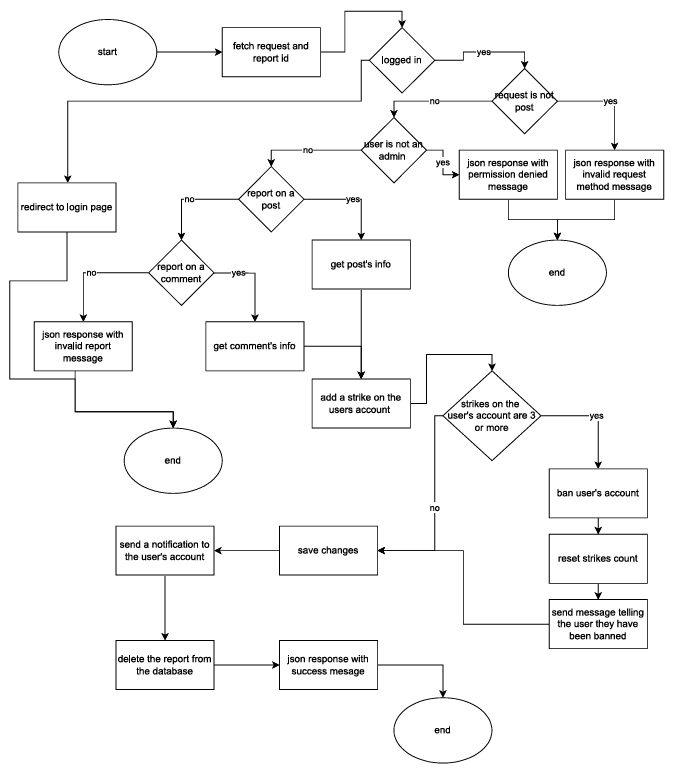 start
fetch request and
report id
logged in
yes
request is not
post
no
yes
user is not an
admin
no
yes
json response with
permission denied
message
json response with
invalid request
method message
redirect to login page
report on a
post
no
yes
end
report on a
comment
get post's info
no
yes
json response with
invalid report
message
get comment's info
add a strike on the
users account
strikes on the
user's account are 3
or more
yes
end
ban user's account
no
send a notification to
the user's account
save changes
reset strikes count
send message telling
the user they have
been banned
delete the report from
the database
json response with
success message
end